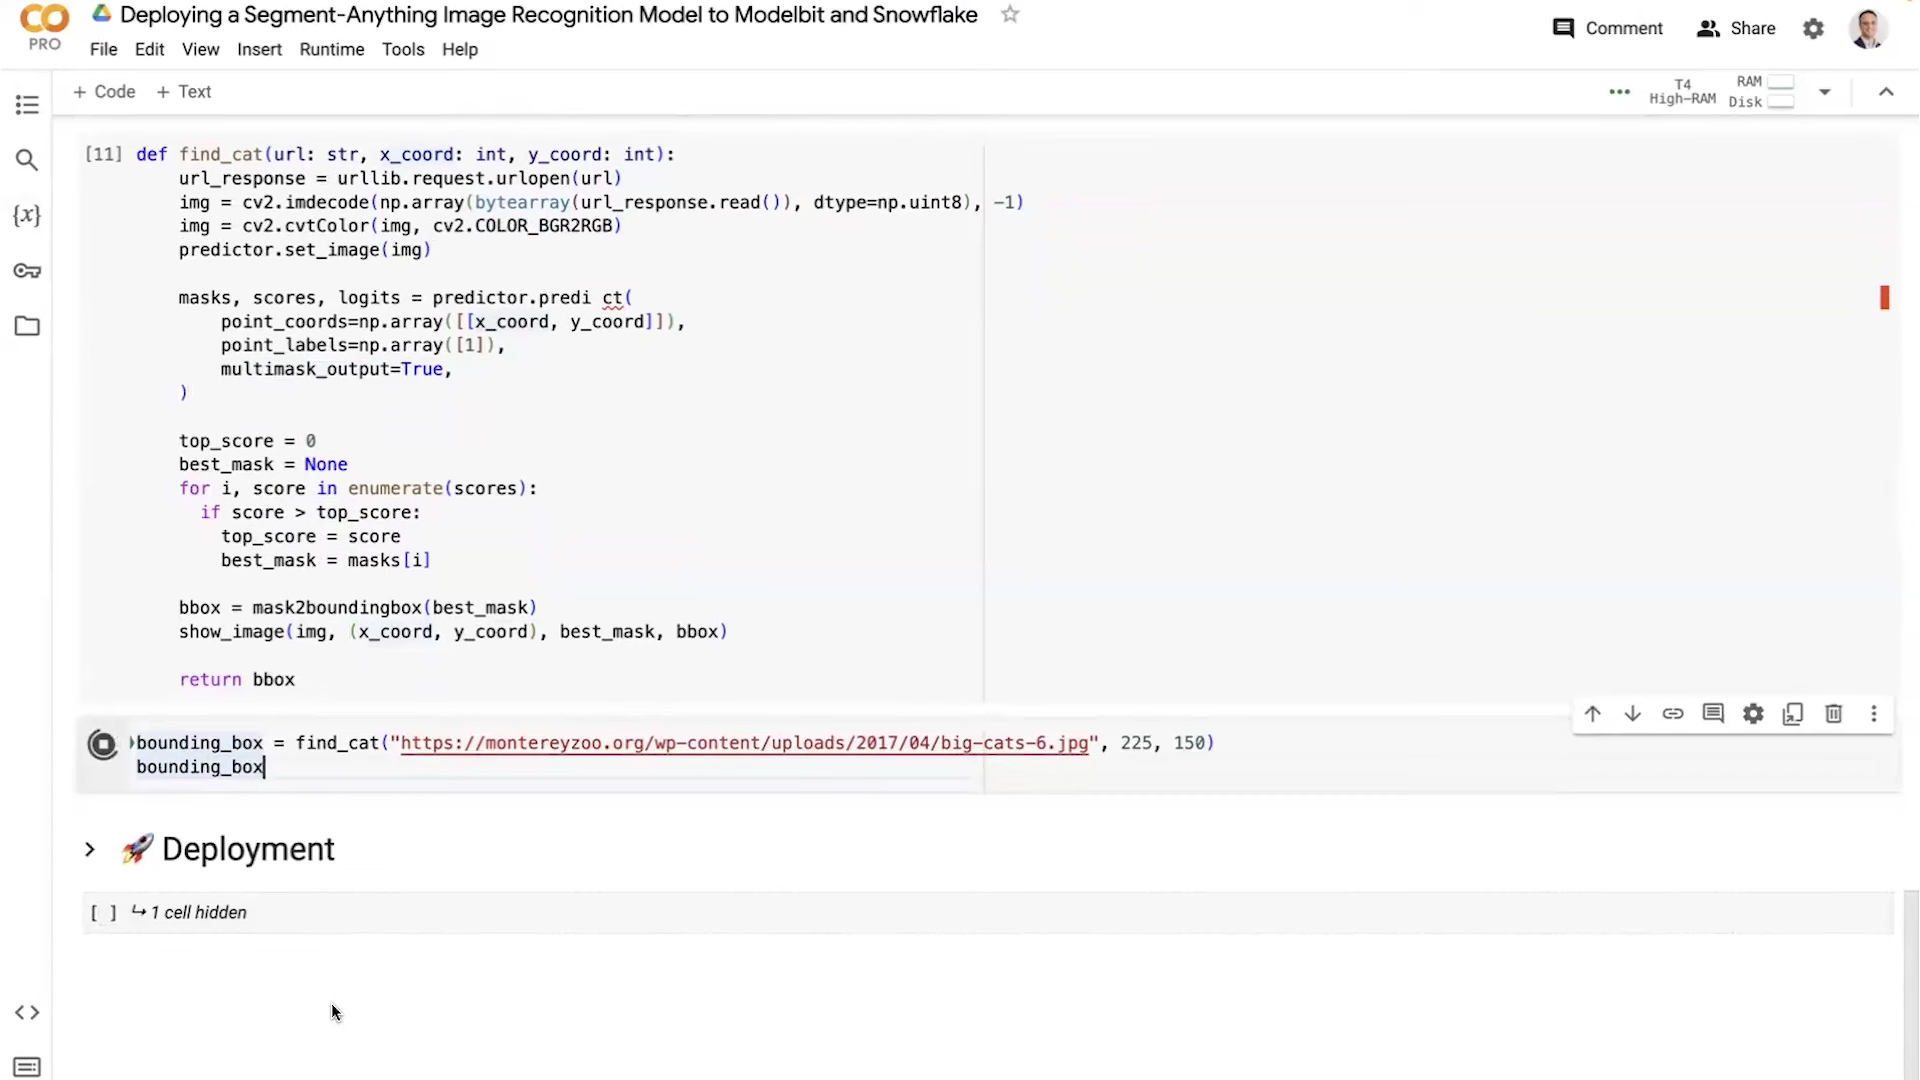 Deploying a Segment-Anything Image Recognition Model to Modelbit and Snowflake
PRO
File Edit View Insert Runtime Tools Help
Comment
Share
+ Code + Text
T4
High-RAM
RAM
Disk
[11] def find_cat(url: str, x_coord: int, y_coord: int):
url_response = urllib.request.urlopen(url)
img = cv2.imdecode(np.array(bytearray(url_response.read()), dtype=np.uint8), -1)
img = cv2.cvtColor(img, cv2.COLOR_BGR2RGB)
predictor.set_image(img)
masks, scores, logits = predictor.predi ct(
point_coords=np.array([[x_coord, y_coord]]),
point_labels=np.array([1]),
multimask_output=True,
)
top_score = 0
best_mask = None
for i, score in enumerate(scores):
if score > top_score:
top_score = score
best_mask = masks[i]
bbox = mask2boundingbox(best_mask)
show_image(img, (x_coord, y_coord), best_mask, bbox)
return bbox
bounding_box = find_cat("https://montereyzoo.org/wp-content/uploads/2017/04/big-cats-6.jpg", 225, 150)
bounding_box
🚀 Deployment
[ ] ↳ 1 cell hidden